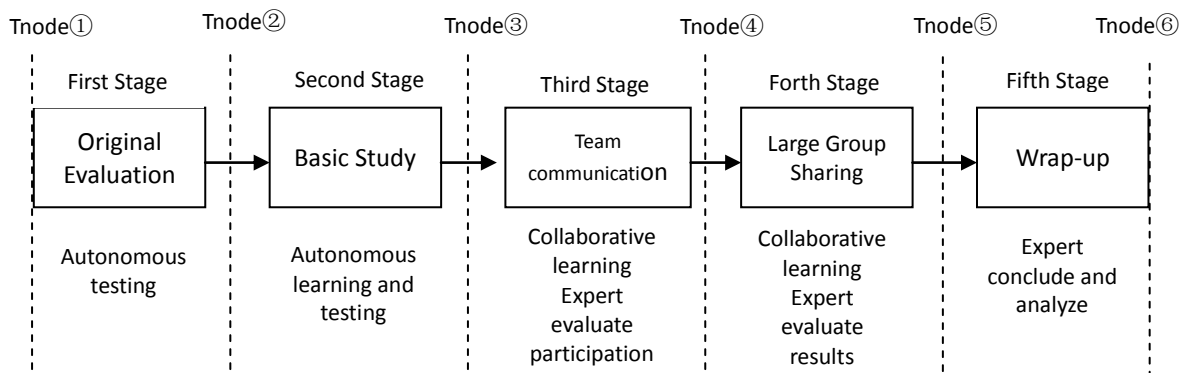 Tnode① Tnode② Tnode③ Tnode④ Tnode⑤ Tnode⑥
First Stage
Original
Evaluation
Autonomous
testing
Second Stage
Basic Study
Autonomous
learning and
testing
Third Stage
Team
communication
Collaborative
learning
Expert
evaluate
participation
Forth Stage
Large Group
Sharing
Collaborative
learning
Expert
evaluate
results
Fifth Stage
Wrap-up
Expert
conclude and
analyze